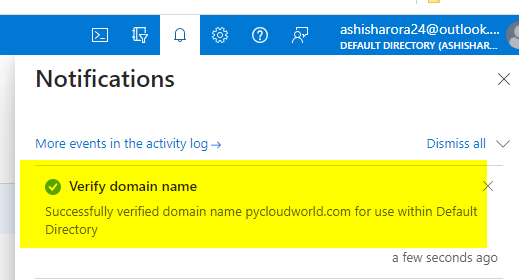 ashisharora24@outlook....
DEFAULT DIRECTORY (ASHISHAR...
Notifications
More events in the activity log →
Dismiss all
Verify domain name
Successfully verified domain name pycloudworld.com for use within Default
Directory
a few seconds ago